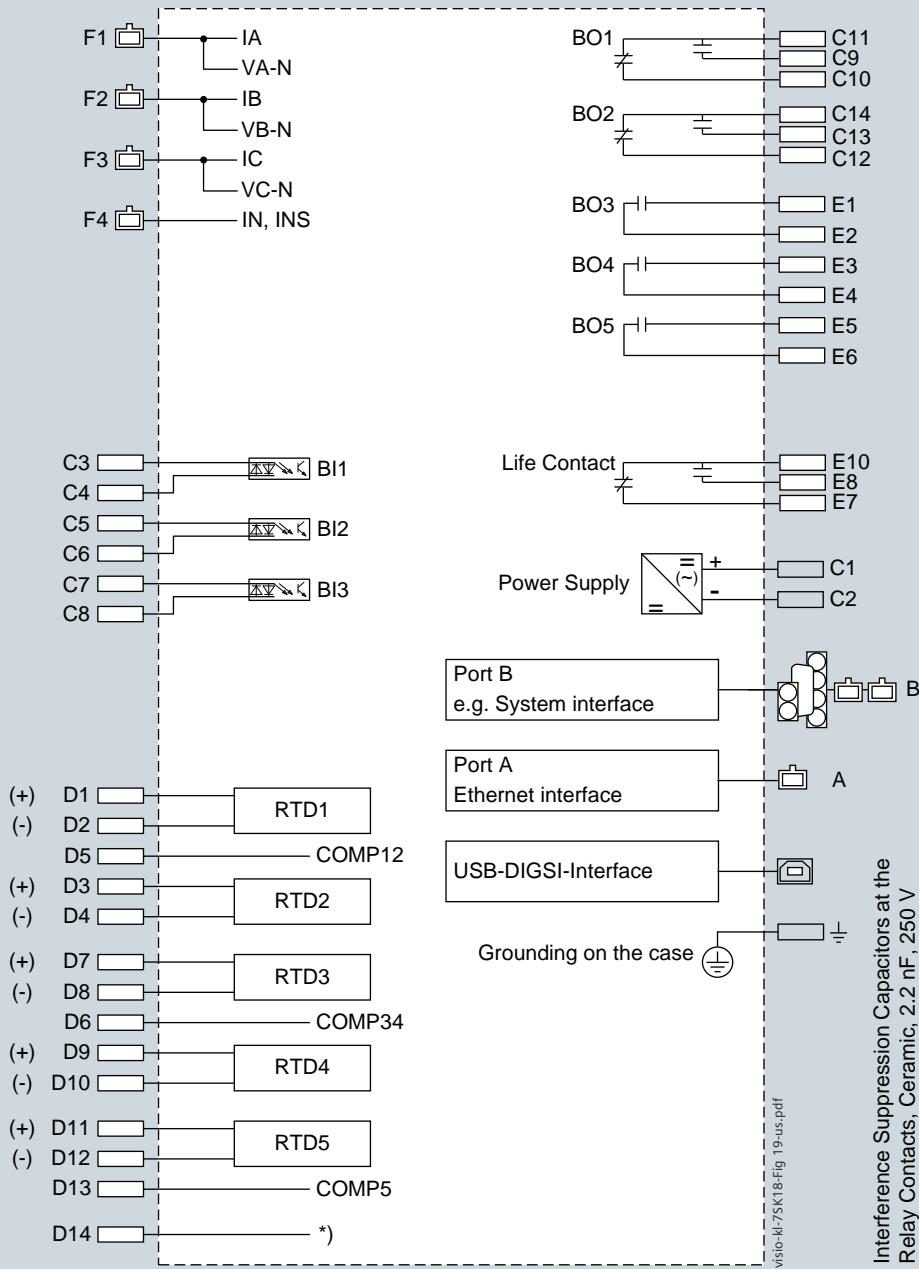 F1 IA
VA-N
F2 IB
VB-N
F3 IC
VC-N
F4 IN, INS
BO1 C11
C9
C10
BO2 C14
C13
C12
BO3 E1
E2
BO4 E3
E4
BO5 E5
E6
C3 BI1
C4
C5 BI2
C6
C7 BI3
C8
Life Contact E10
E8
E7
Power Supply = (~) = + C1
- C2
Port B
e.g. System interface
B
Port A
Ethernet interface
A
USB-DIGSI-Interface
Grounding on the case
(+) D1 RTD1
(-) D2
D5 COMP12
(+) D3 RTD2
(-) D4
(+) D7 RTD3
(-) D8
D6 COMP34
(+) D9 RTD4
(-) D10
(+) D11 RTD5
(-) D12
D13 COMP5
D14 *)
visio-kl-7SK18-Fig 19-us.pdf
Interference Suppression Capacitors at the
Relay Contacts, Ceramic, 2.2 nF, 250 V